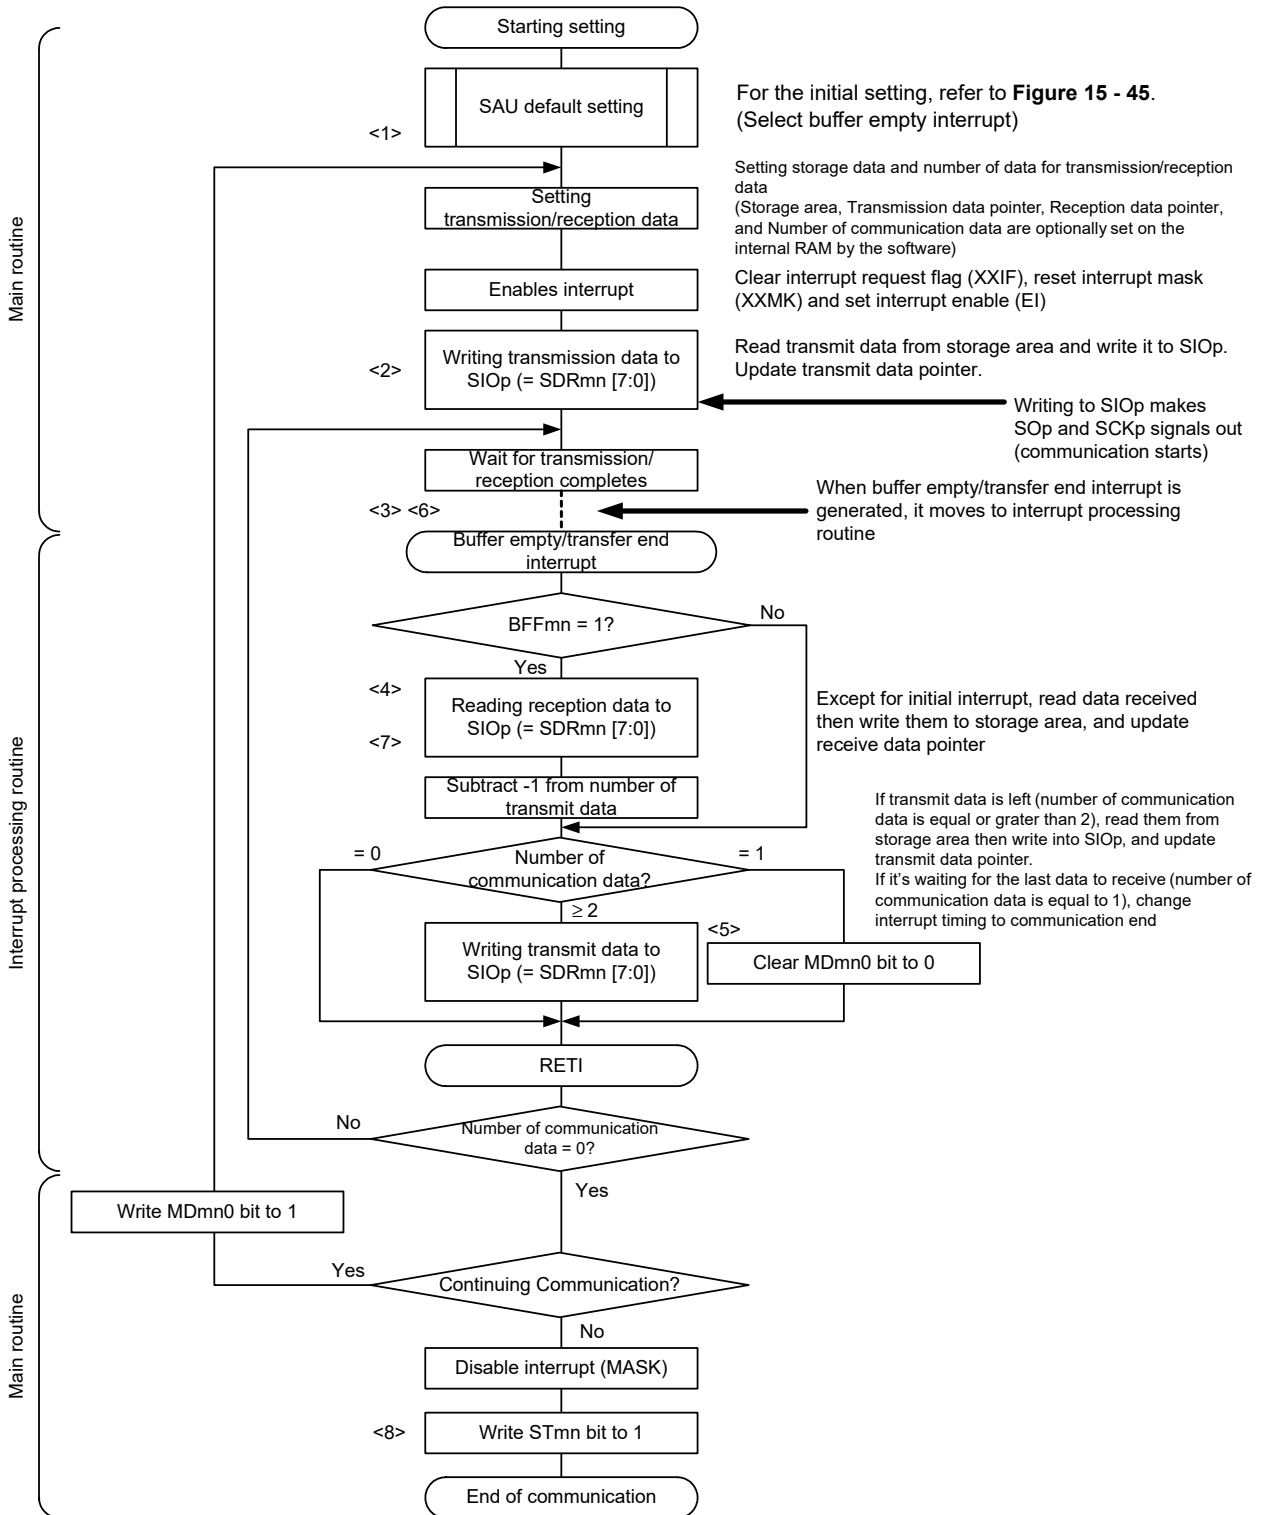 Starting setting
SAU default setting
For the initial setting, refer to Figure 15 - 45.
(Select buffer empty interrupt)
<1>
Setting storage data and number of data for transmission/reception
data
(Storage area, Transmission data pointer, Reception data pointer,
and Number of communication data are optionally set on the
internal RAM by the software)
Setting
transmission/reception data
Main routine
Enables interrupt
Clear interrupt request flag (XXIF), reset interrupt mask
(XXMK) and set interrupt enable (EI)
<2>
Writing transmission data to
SIOp (= SDRmn [7:0])
Read transmit data from storage area and write it to SIOp.
Update transmit data pointer.
Writing to SIOp makes
SOp and SCKp signals out
(communication starts)
Wait for transmission/
reception completes
<3> <6>
When buffer empty/transfer end interrupt is
generated, it moves to interrupt processing
routine
Buffer empty/transfer end
interrupt
BFFmn = 1?
No
Yes
<4>
Reading reception data to
SIOp (= SDRmn [7:0])
<7>
Except for initial interrupt, read data received
then write them to storage area, and update
receive data pointer
Interrupt processing routine
Subtract -1 from number of
transmit data
If transmit data is left (number of communication
data is equal or grater than 2), read them from
storage area then write into SIOp, and update
transmit data pointer.
If it's waiting for the last data to receive (number of
communication data is equal to 1), change
interrupt timing to communication end
= 0
Number of
communication data?
= 1
≥ 2
<5>
Writing transmit data to
SIOp (= SDRmn [7:0])
Clear MDmn0 bit to 0
RETI
No
Number of communication
data = 0?
Yes
Write MDmn0 bit to 1
Yes
Continuing Communication?
No
Main routine
Disable interrupt (MASK)
<8>
Write STmn bit to 1
End of communication